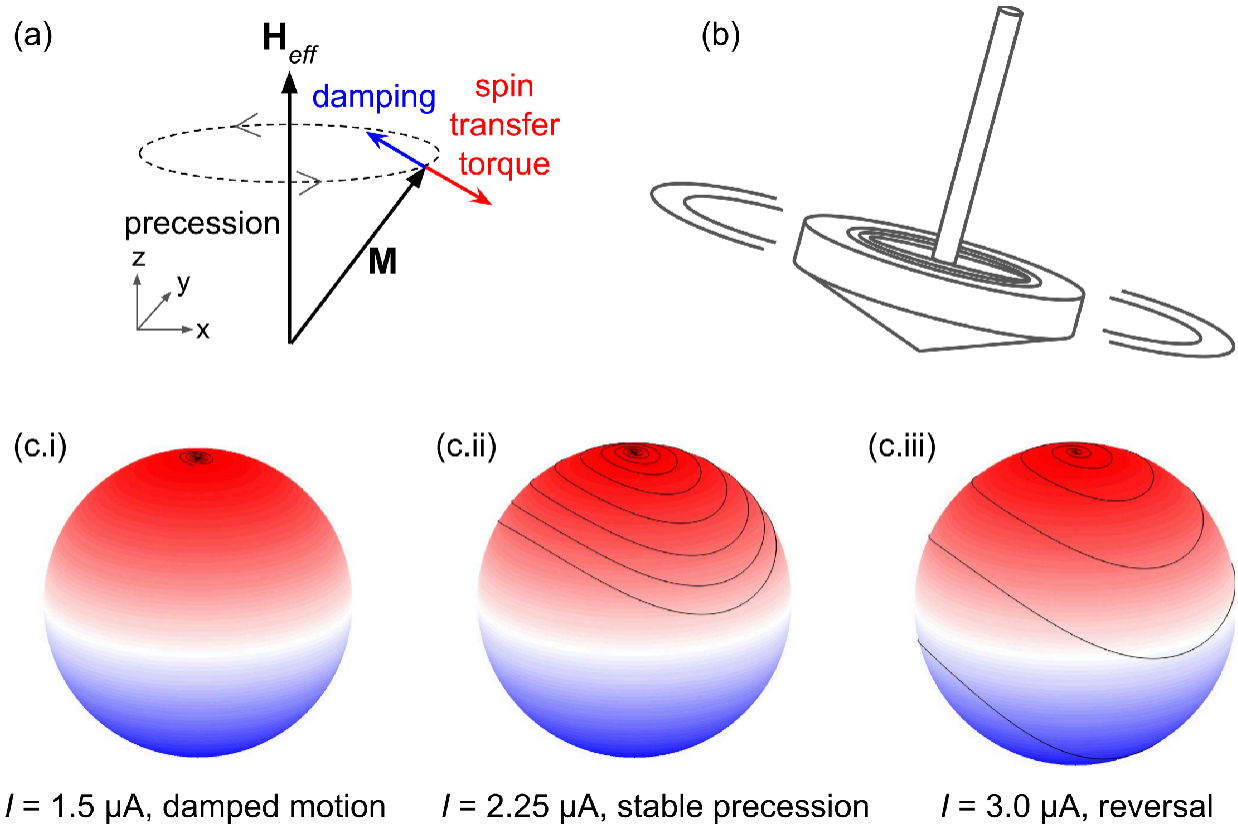 (a)
H eff
damping
spin
transfer
torque
precession
M
z
y
x
(b)
(c.i)
(c.ii)
(c.iii)
I = 1.5 μA, damped motion
I = 2.25 μA, stable precession
I = 3.0 μA, reversal